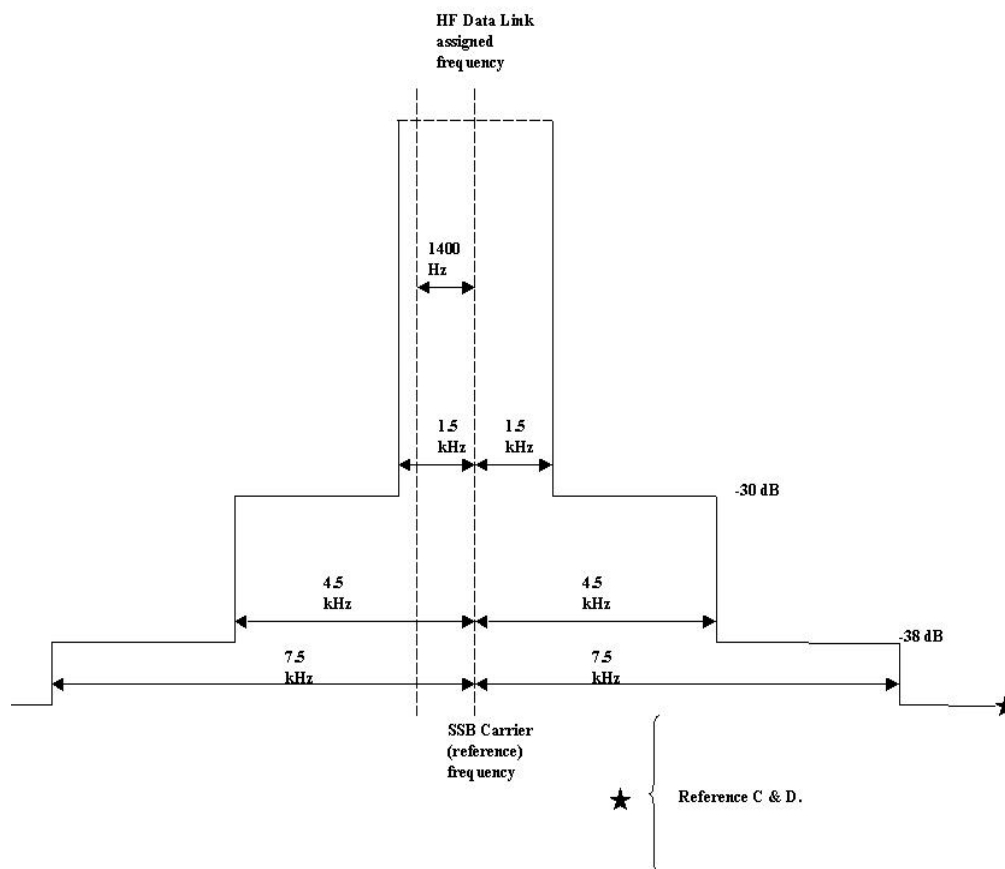 HF Data Link
assigned
frequency
1400
Hz
1.5
kHz
1.5
kHz
-30 dB
4.5
kHz
4.5
kHz
-38 dB
7.5
kHz
7.5
kHz
SSB Carrier
(reference)
frequency
Reference C & D.